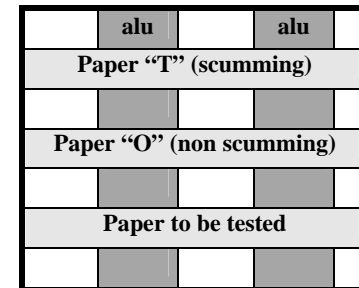 alu alu
Paper “T” (scumming)
Paper “O” (non scumming)
Paper to be tested